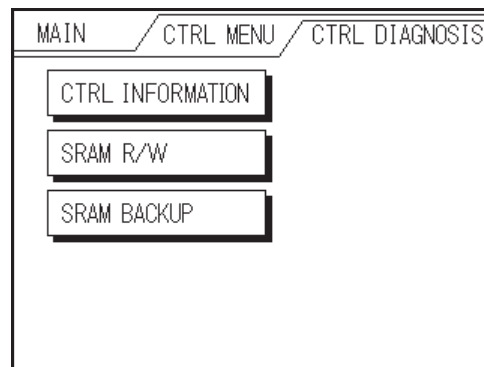 MAIN CTRL MENU CTRL DIAGNOSIS
CTRL INFORMATION
SRAM R/W
SRAM BACKUP